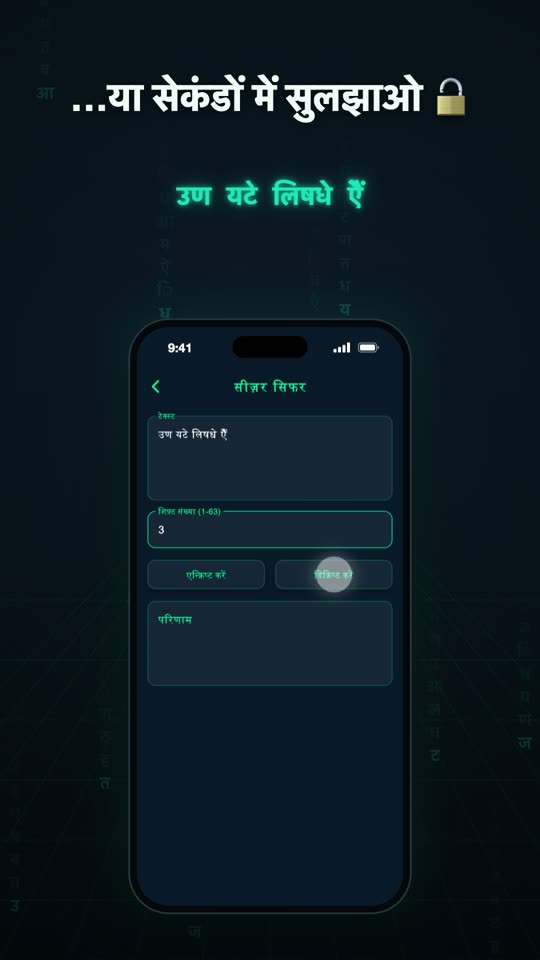 ...या सेकंडों में सुलझाओ 🔒
उण यटे लिषधे ऐं
9:41
सीज़र सिफर
टेक्स्ट
उण यटे लिषधे ऐं
शिफ़्ट संख्या (1-63)
3
एन्क्रिप्ट करें
डिक्रिप्ट करें
परिणाम